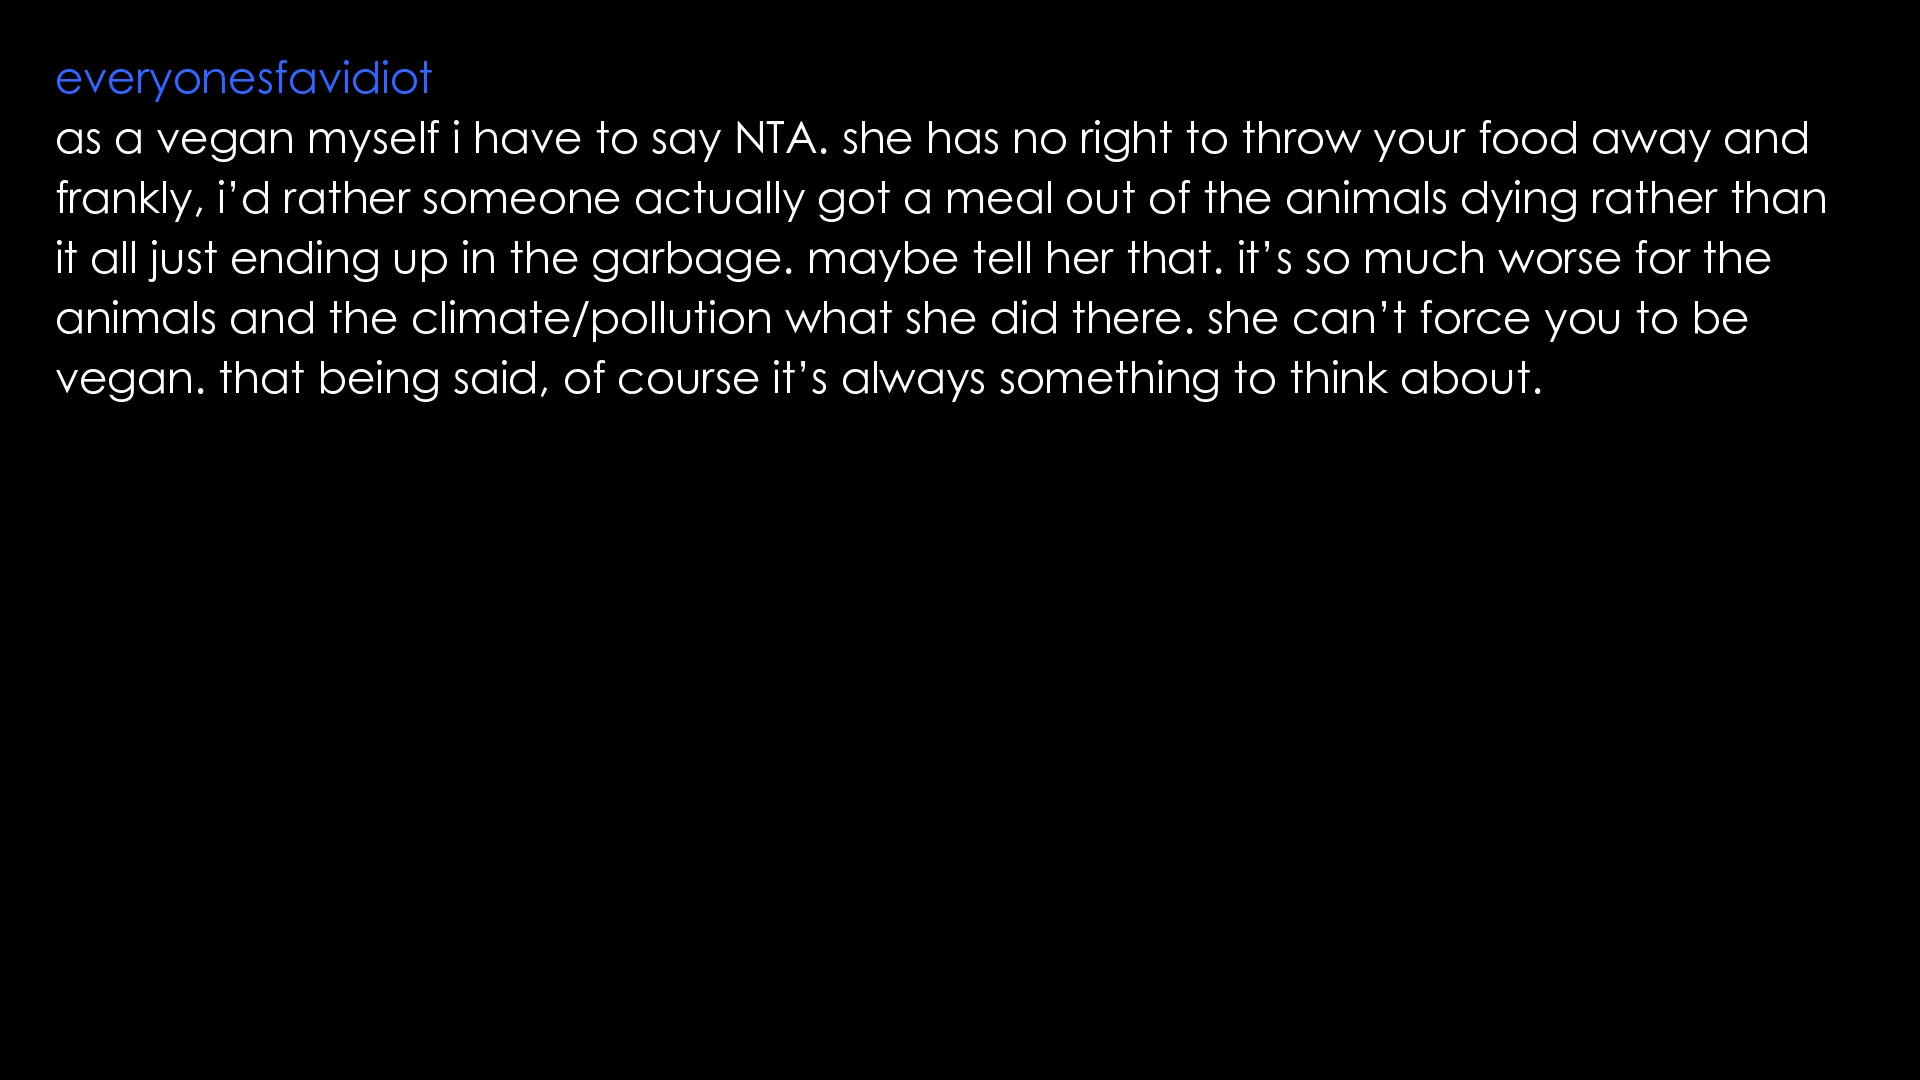 everyonesfavidiot
as a vegan myself i have to say NTA. she has no right to throw your food away and
frankly, i’d rather someone actually got a meal out of the animals dying rather than
it all just ending up in the garbage. maybe tell her that. it’s so much worse for the
animals and the climate/pollution what she did there. she can’t force you to be
vegan. that being said, of course it’s always something to think about.